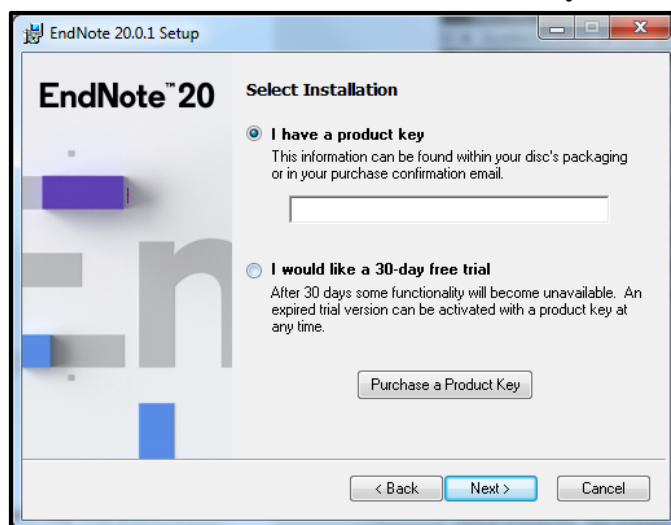 EndNote 20.0.1 Setup
EndNote™20
Select Installation
I have a product key
This information can be found within your disc's packaging
or in your purchase confirmation email.
I would like a 30-day free trial
After 30 days some functionality will become unavailable. An
expired trial version can be activated with a product key at
any time.
Purchase a Product Key
< Back
Next >
Cancel